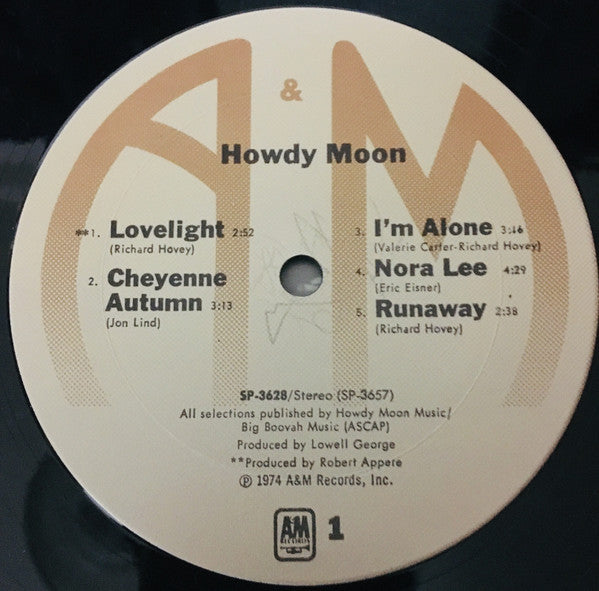 &
Howdy Moon
**1. Lovelight 2:52
(Richard Hovey)
2. Cheyenne
Autumn 3:13
(Jon Lind)
3. I'm Alone 3:16
(Valerie Carter-Richard Hovey)
4. Nora Lee 4:29
(Eric Eisner)
5. Runaway 2:38
(Richard Hovey)
SP-3628/Stereo (SP-3657)
All selections published by Howdy Moon Music/
Big Boovah Music (ASCAP)
Produced by Lowell George
**Produced by Robert Appere
℗ 1974 A&M Records, Inc.
A&M
RECORDS
1